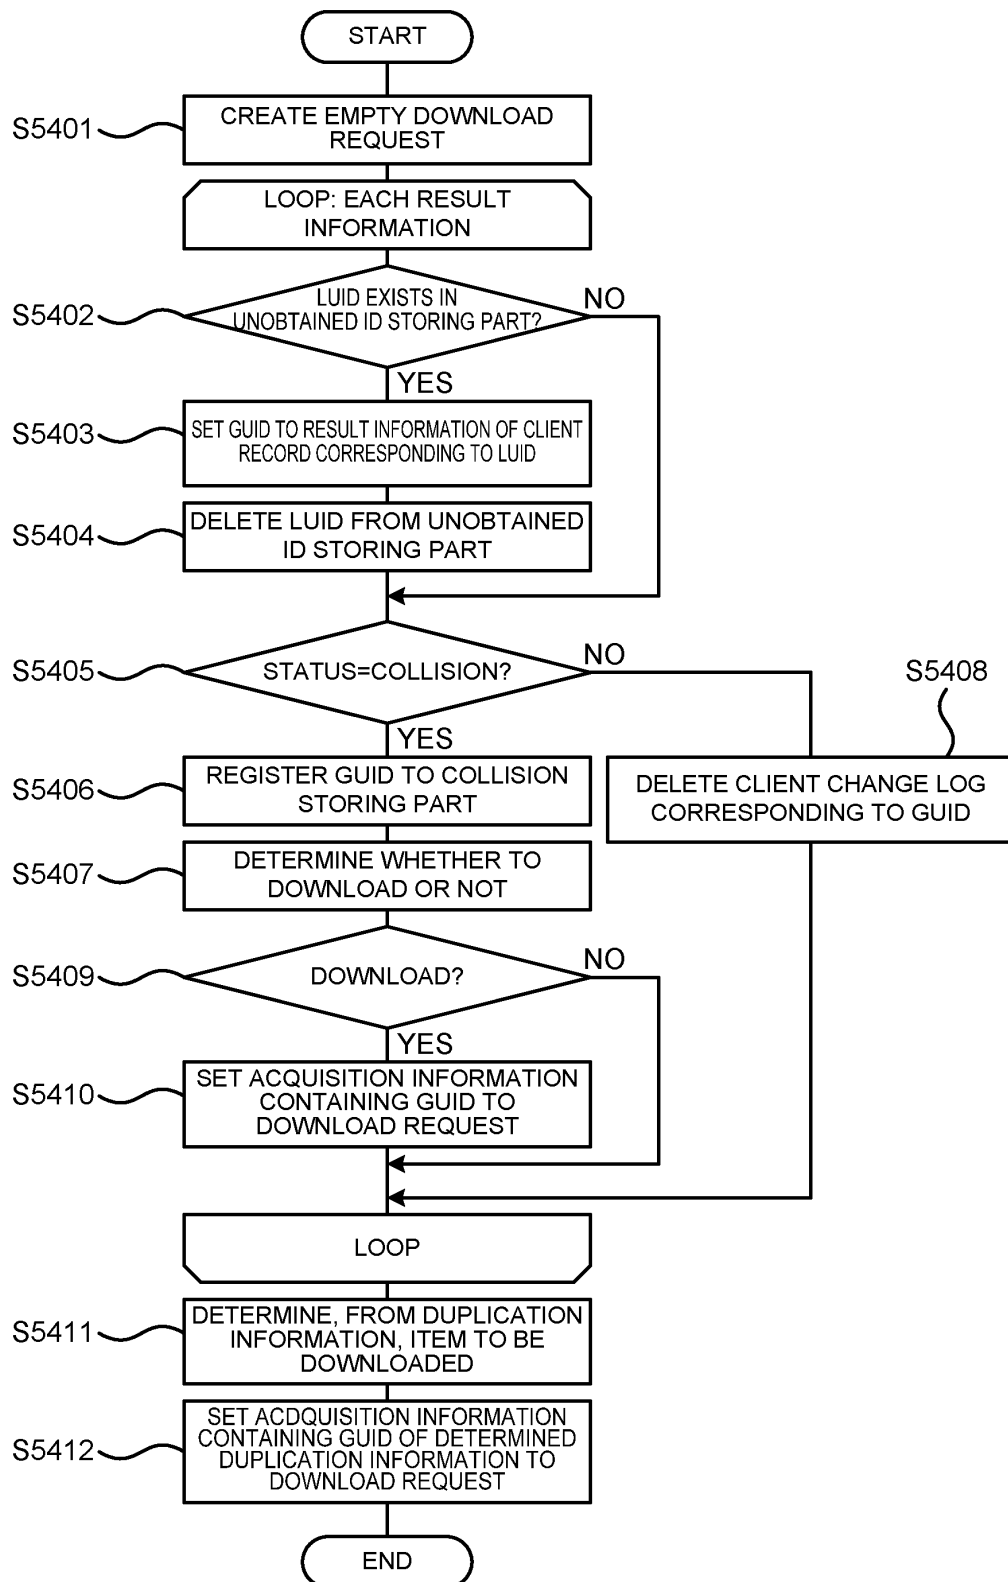 START
S5401
CREATE EMPTY DOWNLOAD
REQUEST
LOOP: EACH RESULT
INFORMATION
S5402
LUID EXISTS IN
UNOBTAINED ID STORING PART?
NO
YES
S5403
SET GUID TO RESULT INFORMATION OF CLIENT
RECORD CORRESPONDING TO LUID
S5404
DELETE LUID FROM UNOBTAINED
ID STORING PART
S5405
STATUS=COLLISION?
NO
YES
S5408
DELETE CLIENT CHANGE LOG
CORRESPONDING TO GUID
S5406
REGISTER GUID TO COLLISION
STORING PART
S5407
DETERMINE WHETHER TO
DOWNLOAD OR NOT
S5409
DOWNLOAD?
NO
YES
S5410
SET ACQUISITION INFORMATION
CONTAINING GUID TO
DOWNLOAD REQUEST
LOOP
S5411
DETERMINE, FROM DUPLICATION
INFORMATION, ITEM TO BE
DOWNLOADED
S5412
SET ACDQUISITION INFORMATION
CONTAINING GUID OF DETERMINED
DUPLICATION INFORMATION TO
DOWNLOAD REQUEST
END